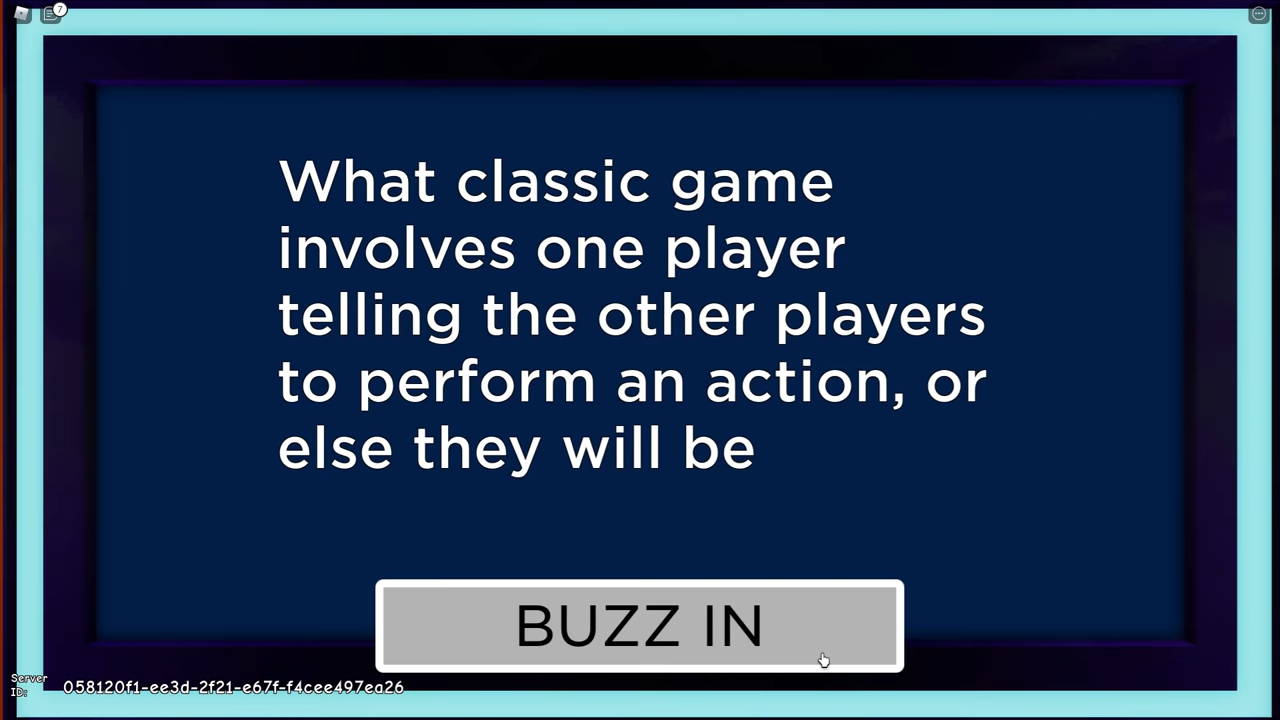 7
What classic game
involves one player
telling the other players
to perform an action, or
else they will be
BUZZ IN
Server
ID:
058120f1-ee3d-2f21-e67f-f4cee497ea26